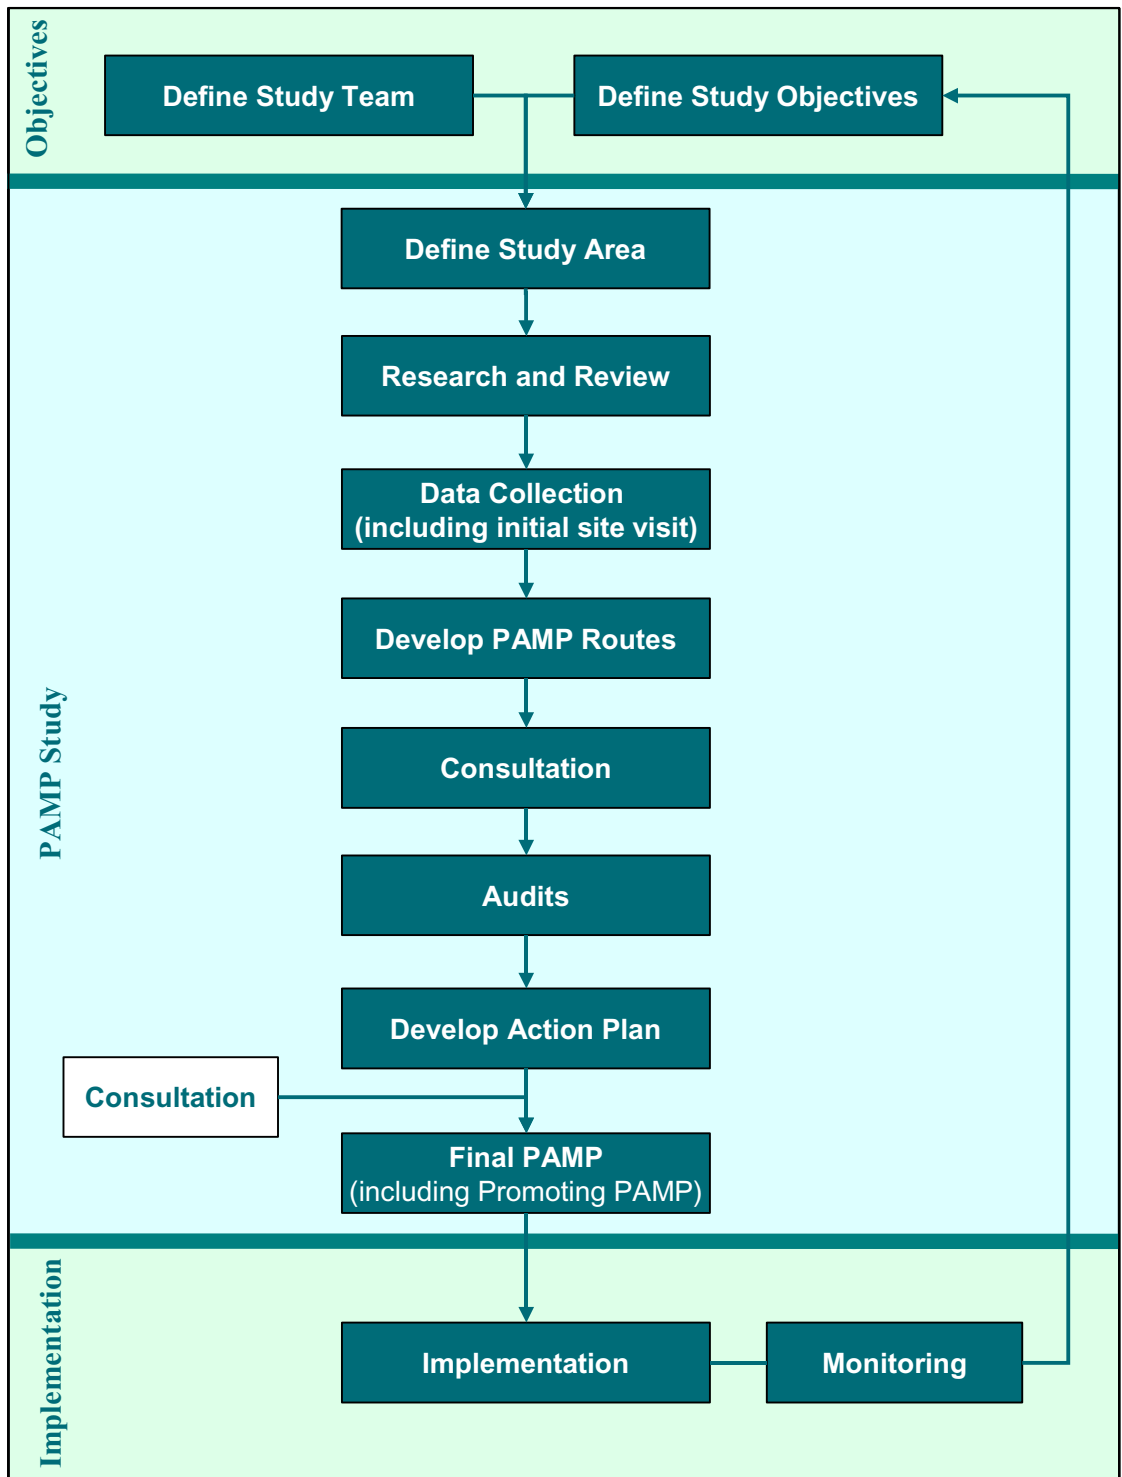 Objectives
Define Study Team
Define Study Objectives
PAMP Study
Define Study Area
Research and Review
Data Collection
(including initial site visit)
Develop PAMP Routes
Consultation
Audits
Develop Action Plan
Consultation
Final PAMP
(including Promoting PAMP)
Implementation
Implementation
Monitoring